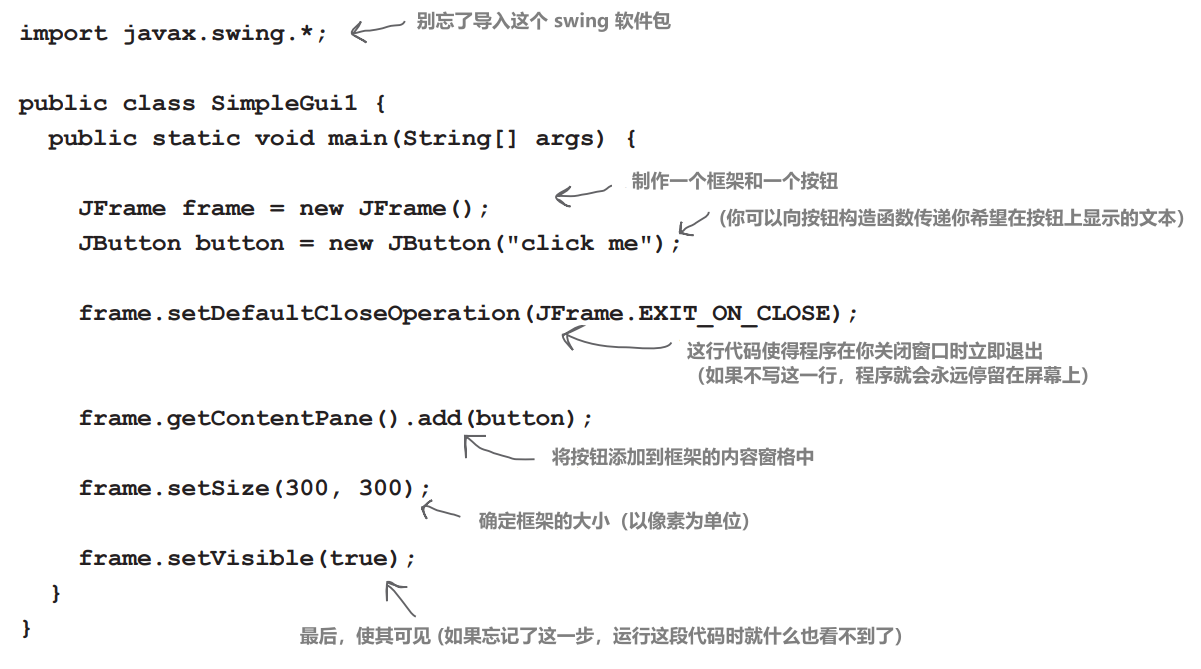 import javax.swing.*;
别忘了导入这个 swing 软件包
public class SimpleGui1 {
public static void main(String[] args) {
制作一个框架和一个按钮
JFrame frame = new JFrame();
(你可以向按钮构造函数传递你希望在按钮上显示的文本)
JButton button = new JButton("click me");
frame.setDefaultCloseOperation(JFrame.EXIT_ON_CLOSE);
这行代码使得程序在你关闭窗口时立即退出
（如果不写这一行，程序就会永远停留在屏幕上）
frame.getContentPane().add(button);
将按钮添加到框架的内容窗格中
frame.setSize(300, 300);
确定框架的大小（以像素为单位）
frame.setVisible(true);
}
}
最后，使其可见 (如果忘记了这一步，运行这段代码时就什么也看不到了)